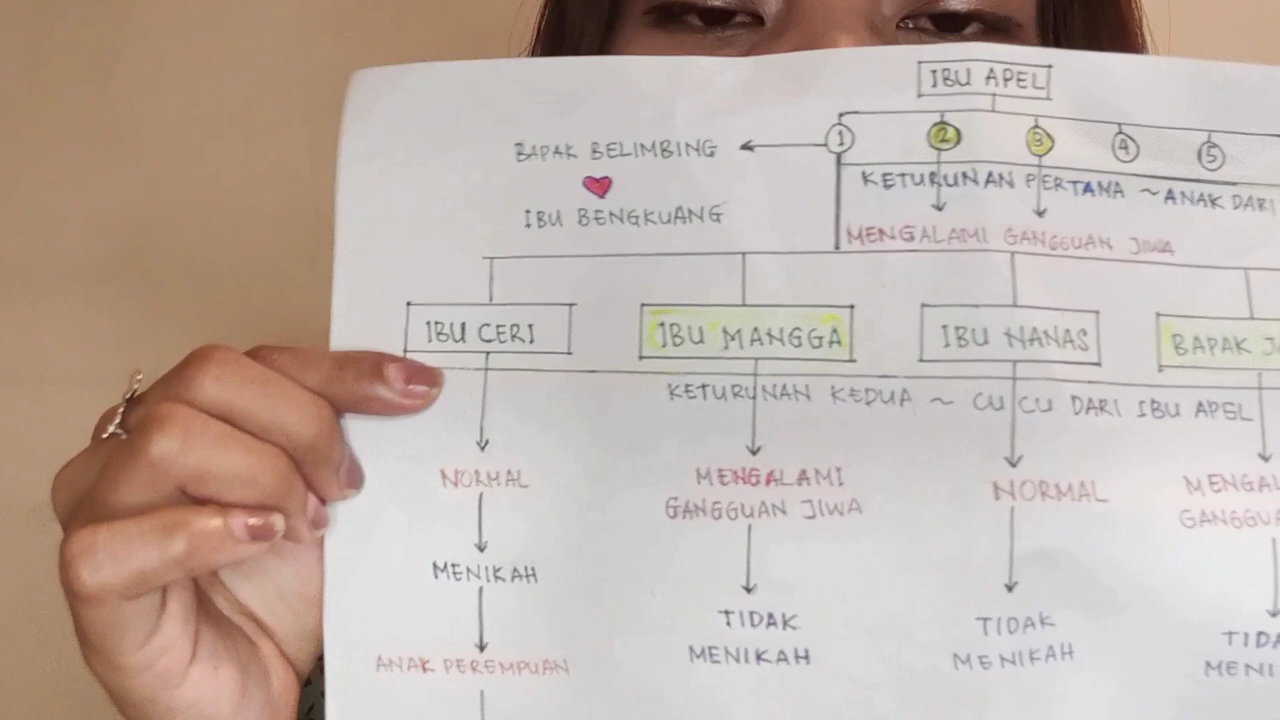 IBU APEL
1 2 3 4 5
BAPAK BELIMBING
IBU BENGKUANG
KETURUNAN PERTAMA ~ ANAK DARI
MENGALAMI GANGGUAN JIWA
IBU CERI
IBU MANGGA
IBU NANAS
BAPAK
KETURUNAN KEDUA ~ CUCU DARI IBU APEL
NORMAL
MENIKAH
ANAK PEREMPUAN
MENGALAMI
GANGGUAN JIWA
TIDAK
MENIKAH
NORMAL
TIDAK
MENIKAH